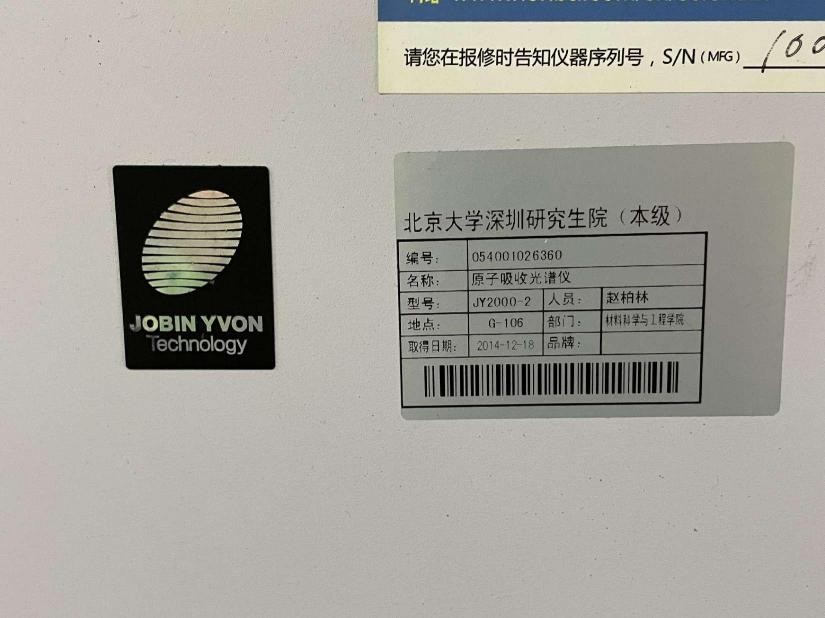 请您在报修时告知仪器序列号，S/N（MFG）
JOBIN YVON
Technology
北京大学深圳研究生院（本级）
编号： 054001026360
名称： 原子吸收光谱仪
型号： JY2000-2 人员： 赵柏林
地点： G-106 部门： 材料科学与工程学院
取得日期： 2014-12-18 品牌：